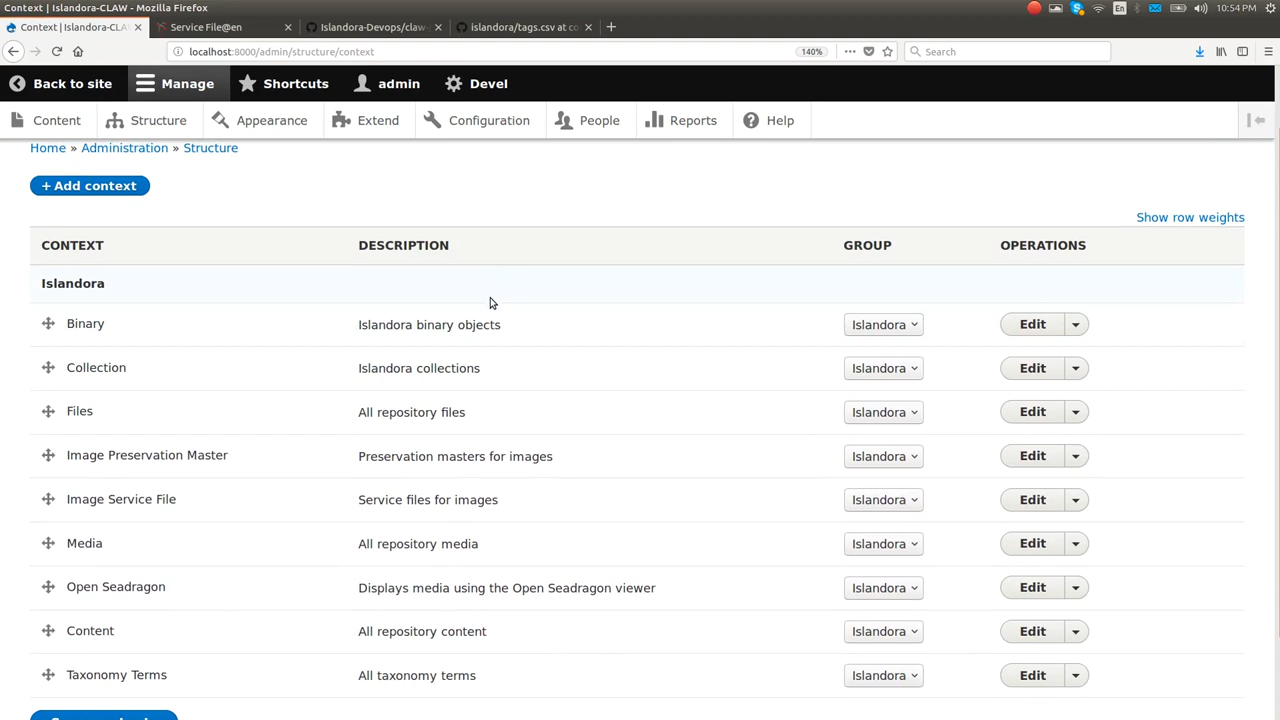 Context | Islandora-CLAW - Mozilla Firefox
En
10:54 PM
Context | Islandora-CLA
Service File@en
Islandora-Devops/claw-
islandora/tags.csv at co
localhost:8000/admin/structure/context
140%
Search
Back to site
Manage
Shortcuts
admin
Devel
Content
Structure
Appearance
Extend
Configuration
People
Reports
Help
Home » Administration » Structure
+ Add context
Show row weights
CONTEXT DESCRIPTION GROUP OPERATIONS
Islandora
Binary Islandora binary objects Islandora Edit
Collection Islandora collections Islandora Edit
Files All repository files Islandora Edit
Image Preservation Master Preservation masters for images Islandora Edit
Image Service File Service files for images Islandora Edit
Media All repository media Islandora Edit
Open Seadragon Displays media using the Open Seadragon viewer Islandora Edit
Content All repository content Islandora Edit
Taxonomy Terms All taxonomy terms Islandora Edit